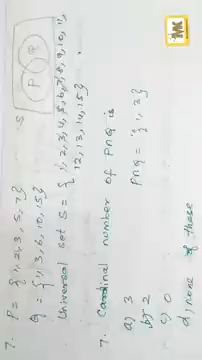 MK
7. P = { 1, 2, 3, 5, 7 }
S
P Q
Q = { 1, 3, 6, 10, 15 }
Universal set S = { 1, 2, 3, 4, 5, 6, 7, 8, 9, 10, 11,
12, 13, 14, 15 }
7. Cardinal number of P∩Q is
a) 3
P∩Q = { 1, 3 }
b) 2
c) 0
d, none of these